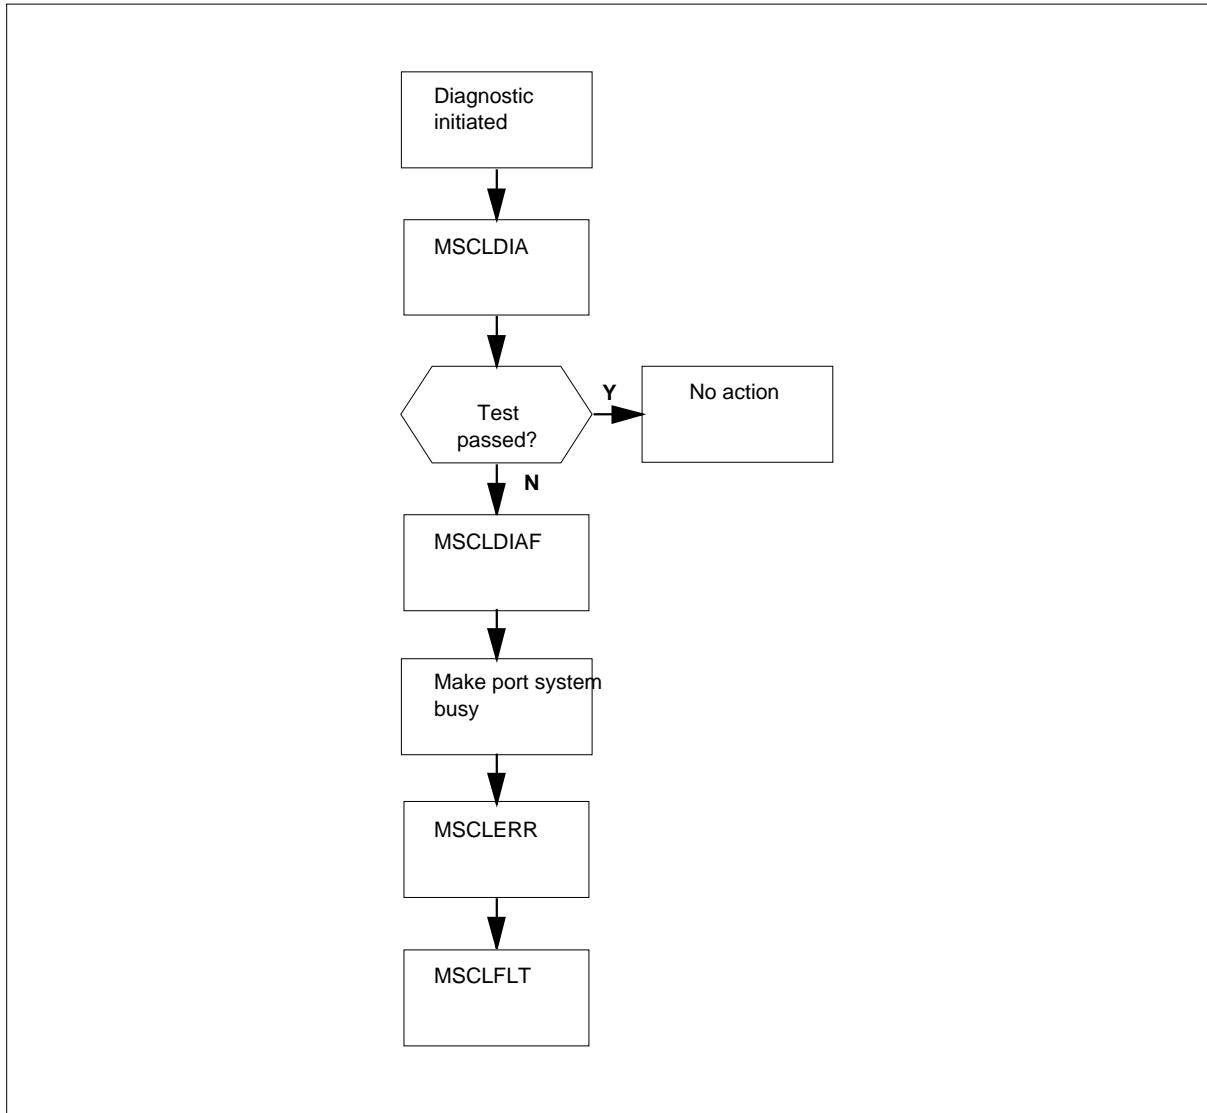 Diagnostic
initiated
MSCLDIA
Test
passed?
Y
No action
N
MSCLDIAF
Make port system
busy
MSCLERR
MSCLFLT